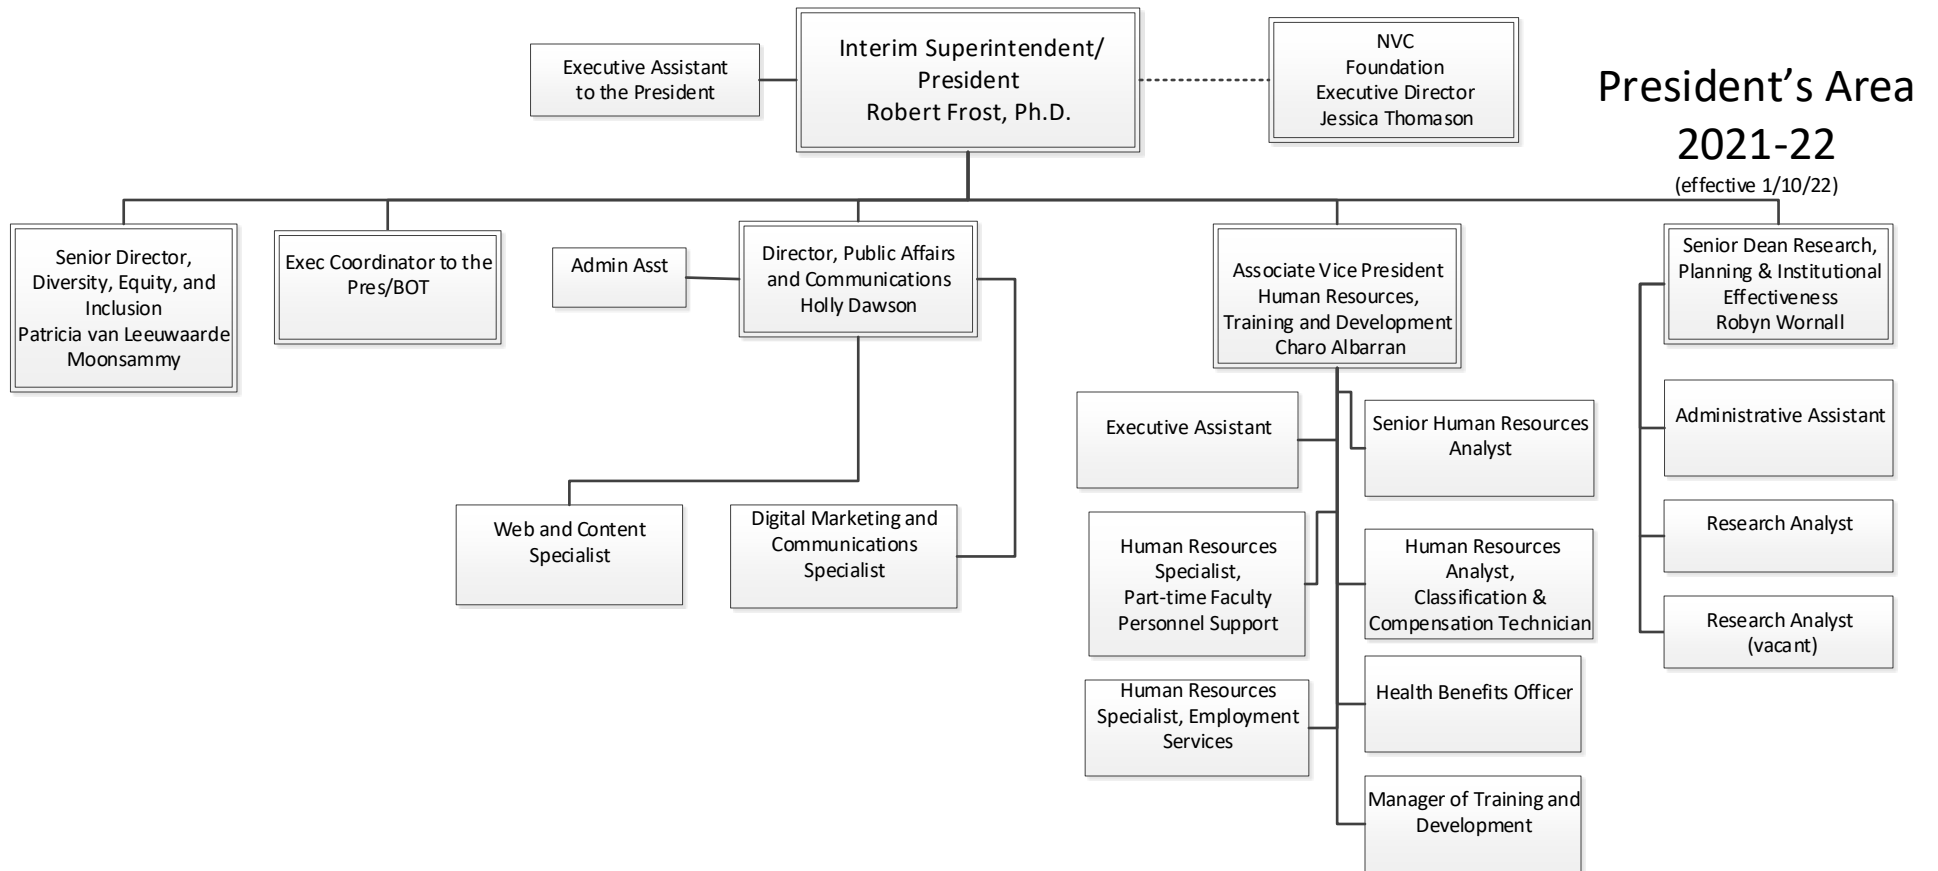 Executive Assistant
to the President
Interim Superintendent/
President
Robert Frost, Ph.D.
NVC
Foundation
Executive Director
Jessica Thomason
President’s Area
2021-22
(effective 1/10/22)
Senior Director,
Diversity, Equity, and
Inclusion
Patricia van Leeuwaarde
Moonsammy
Exec Coordinator to the
Pres/BOT
Admin Asst
Director, Public Affairs
and Communications
Holly Dawson
Associate Vice President
Human Resources,
Training and Development
Charo Albarran
Senior Dean Research,
Planning & Institutional
Effectiveness
Robyn Wornall
Web and Content
Specialist
Digital Marketing and
Communications
Specialist
Executive Assistant
Senior Human Resources
Analyst
Human Resources
Specialist,
Part-time Faculty
Personnel Support
Human Resources
Analyst,
Classification &
Compensation Technician
Human Resources
Specialist, Employment
Services
Health Benefits Officer
Manager of Training and
Development
Administrative Assistant
Research Analyst
Research Analyst
(vacant)